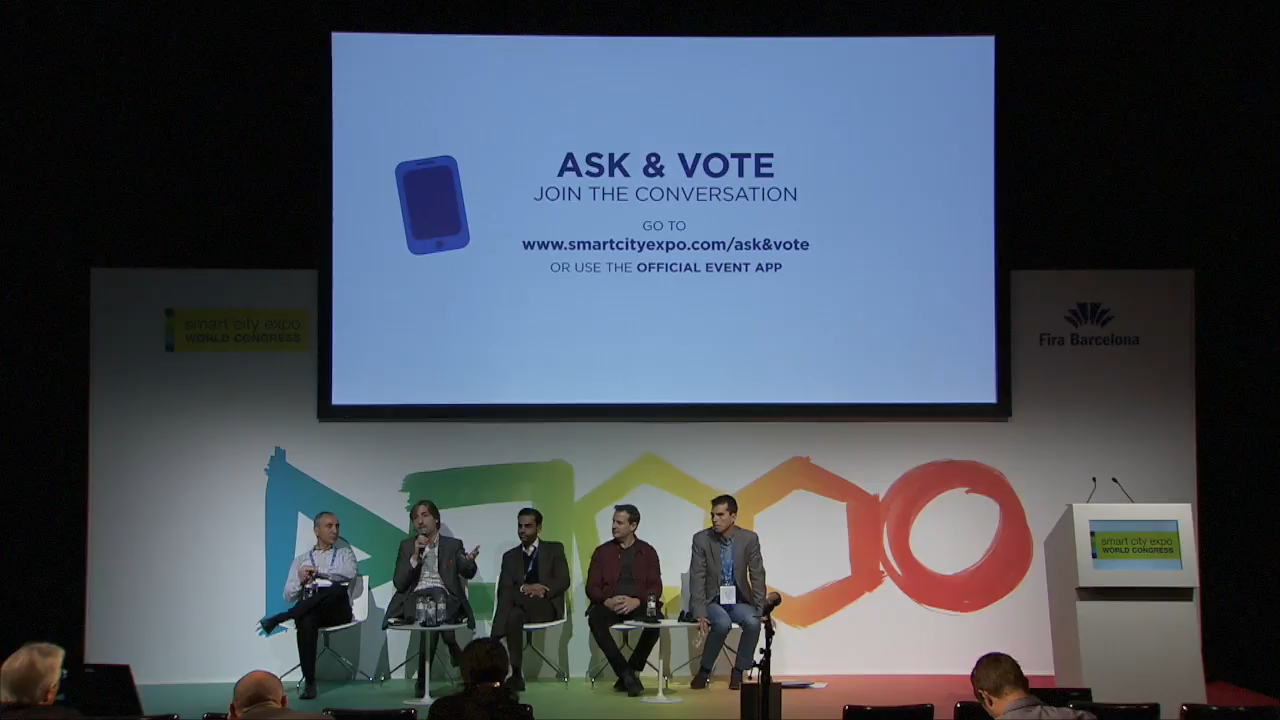 ASK & VOTE
JOIN THE CONVERSATION
GO TO
www.smartcityexpo.com/ask&vote
OR USE THE OFFICIAL EVENT APP
smart city expo
WORLD CONGRESS
Fira Barcelona
smart city expo
WORLD CONGRESS